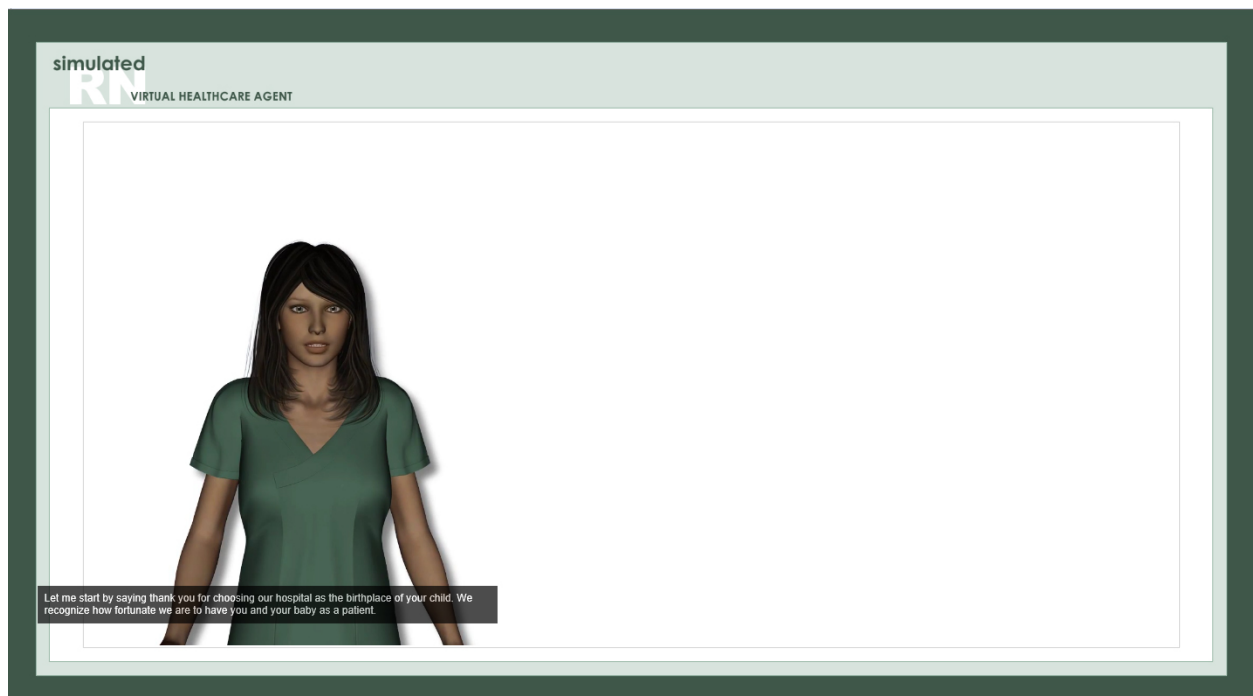 simulated
RN
VIRTUAL HEALTHCARE AGENT
Let me start by saying thank you for choosing our hospital as the birthplace of your child. We
recognize how fortunate we are to have you and your baby as a patient.